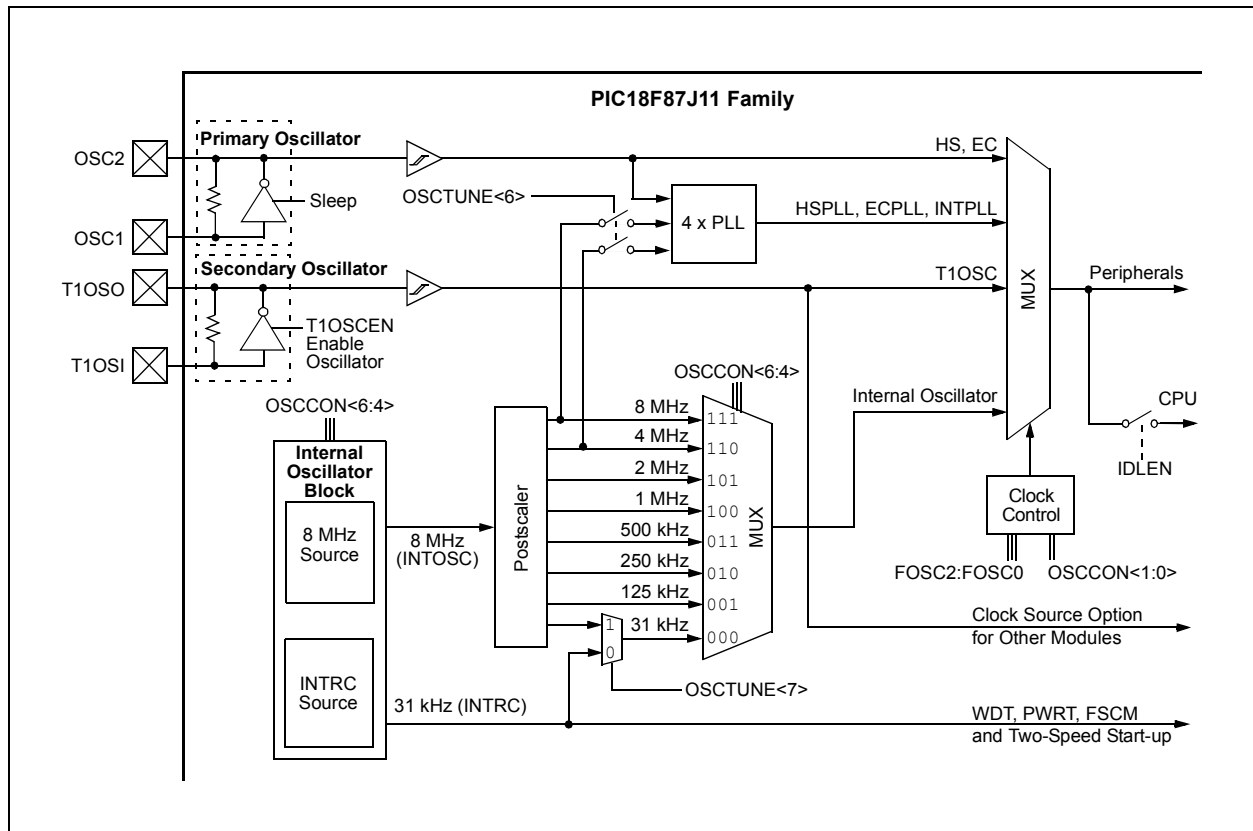 PIC18F87J11 Family
Primary Oscillator
OSC2
HS, EC
OSCTUNE<6>
Sleep
4 x PLL
HSPLL, ECPLL, INTPLL
OSC1
Secondary Oscillator
T1OSO
T1OSC
MUX
Peripherals
T1OSCEN
Enable
Oscillator
T1OSI
OSCCON<6:4>
Internal Oscillator
CPU
OSCCON<6:4>
8 MHz
111
4 MHz
110
IDLEN
Internal
Oscillator
Block
2 MHz
101
Clock
Control
1 MHz
100
8 MHz
Source
8 MHz
(INTOSC)
Postscaler
500 kHz
011
MUX
250 kHz
010
FOSC2:FOSC0
OSCCON<1:0>
125 kHz
001
1
0
31 kHz
000
Clock Source Option
for Other Modules
INTRC
Source
OSCTUNE<7>
31 kHz (INTRC)
WDT, PWRT, FSCM
and Two-Speed Start-up